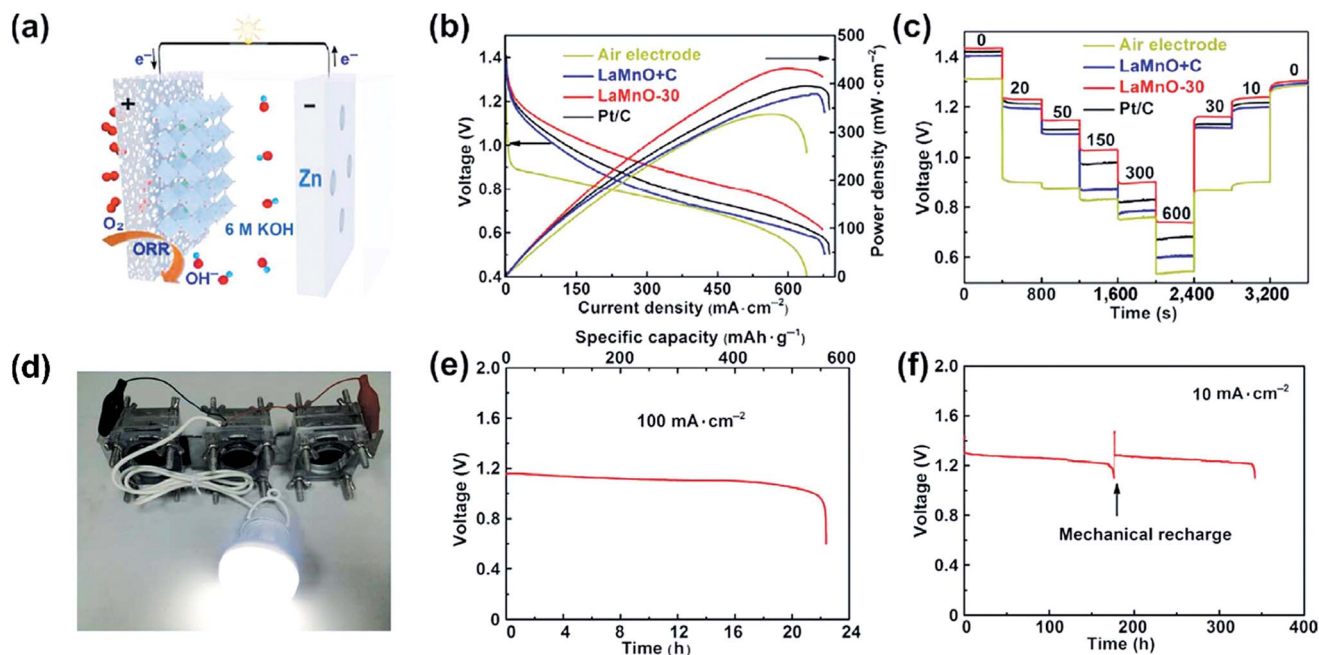 (a)
e⁻
e⁻
+
−
Zn
O₂
6 M KOH
ORR
OH⁻
(b)
Air electrode
LaMnO+C
LaMnO-30
Pt/C
1.4
1.2
1.0
0.8
0.6
0.4
Voltage (V)
500
400
300
200
100
0
Power density (mW·cm⁻²)
0 150 300 450 600
Current density (mA·cm⁻²)
(c)
0
20
50
150
300
600
30
10
0
Air electrode
LaMnO+C
LaMnO-30
Pt/C
1.4
1.2
1.0
0.8
0.6
Voltage (V)
0 800 1,600 2,400 3,200
Time (s)
(d)
(e)
Specific capacity (mAh·g⁻¹)
0 200 400 600
100 mA·cm⁻²
2.0
1.6
1.2
0.8
0.4
0
Voltage (V)
0 4 8 12 16 20 24
Time (h)
(f)
10 mA·cm⁻²
Mechanical recharge
2.0
1.6
1.2
0.8
0.4
0
Voltage (V)
0 100 200 300 400
Time (h)